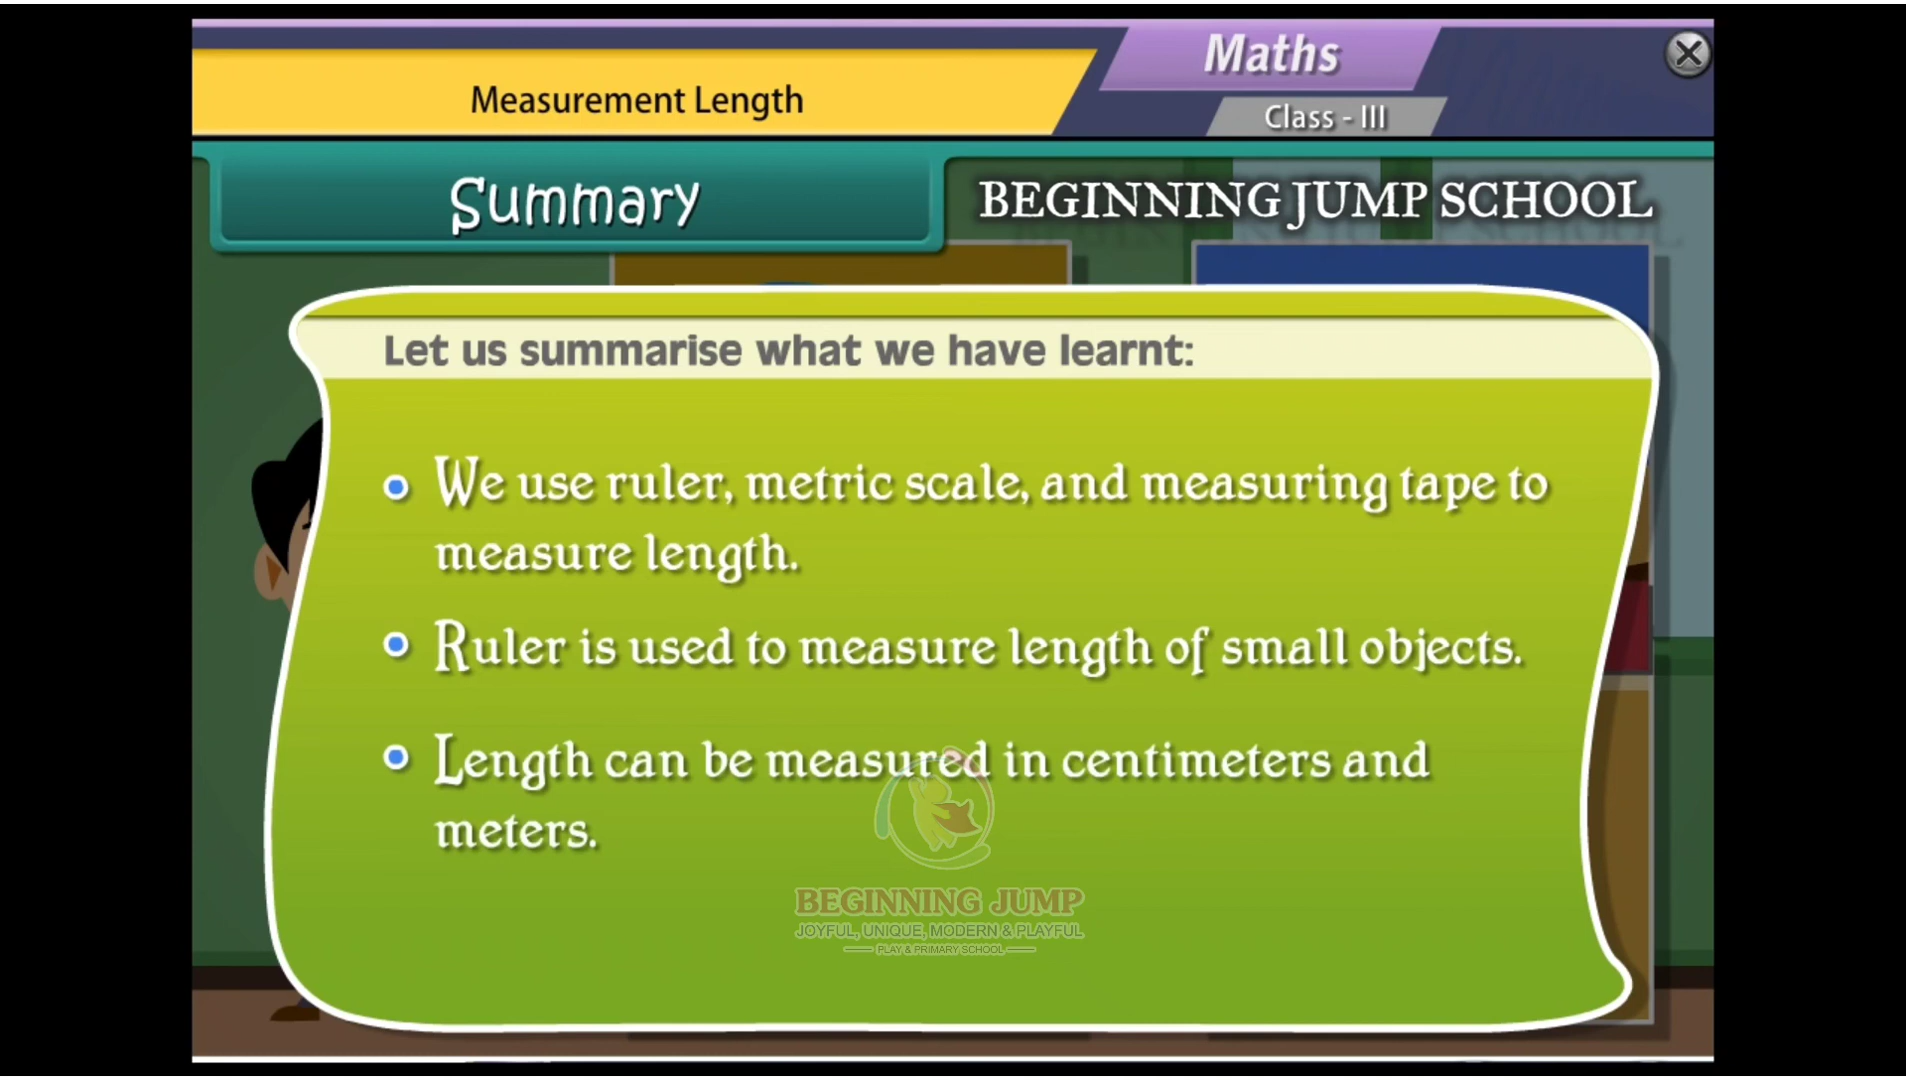 Measurement Length
Maths
Class - III
Summary
BEGINNING JUMP SCHOOL
Let us summarise what we have learnt:
We use ruler, metric scale, and measuring tape to
measure length.
Ruler is used to measure length of small objects.
Length can be measured in centimeters and
meters.
BEGINNING JUMP
JOYFUL, UNIQUE, MODERN & PLAYFUL
PLAY & PRIMARY SCHOOL